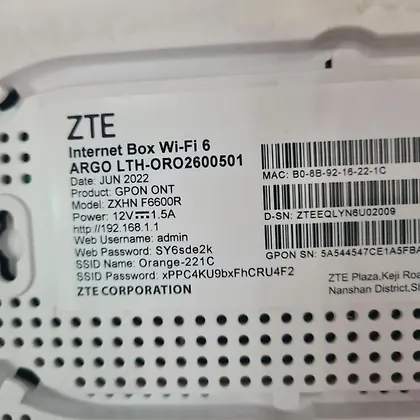 ZTE
Internet Box Wi-Fi 6
ARGO LTH-ORO2600501
Date: JUN 2022
Product: GPON ONT
Model: ZXHN F6600R
Power: 12V⎓1.5A
http://192.168.1.1
Web Username: admin
Web Password: SY6sde2k
SSID Name: Orange-221C
SSID Password: xPPC4KU9bxFhCRU4F2
ZTE CORPORATION
MAC: B0-8B-92-16-22-1C
D-SN: ZTEEQLYN6U02009
GPON SN: 5A544547CE1A5FBA
ZTE Plaza,Keji Road
Nanshan District,